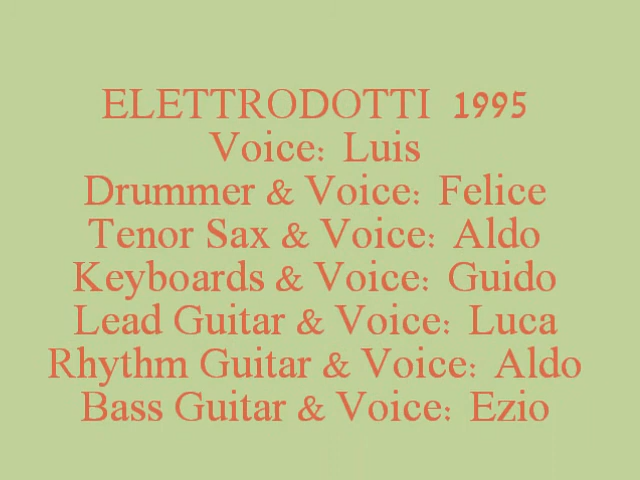 ELETTRODOTTI 1995
Voice: Luis
Drummer & Voice: Felice
Tenor Sax & Voice: Aldo
Keyboards & Voice: Guido
Lead Guitar & Voice: Luca
Rhythm Guitar & Voice: Aldo
Bass Guitar & Voice: Ezio